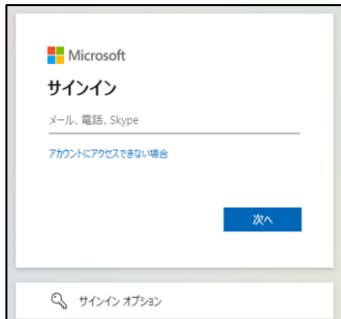 Microsoft
サインイン
メール、電話、Skype
アカウントにアクセスできない場合
次へ
サインイン オプション